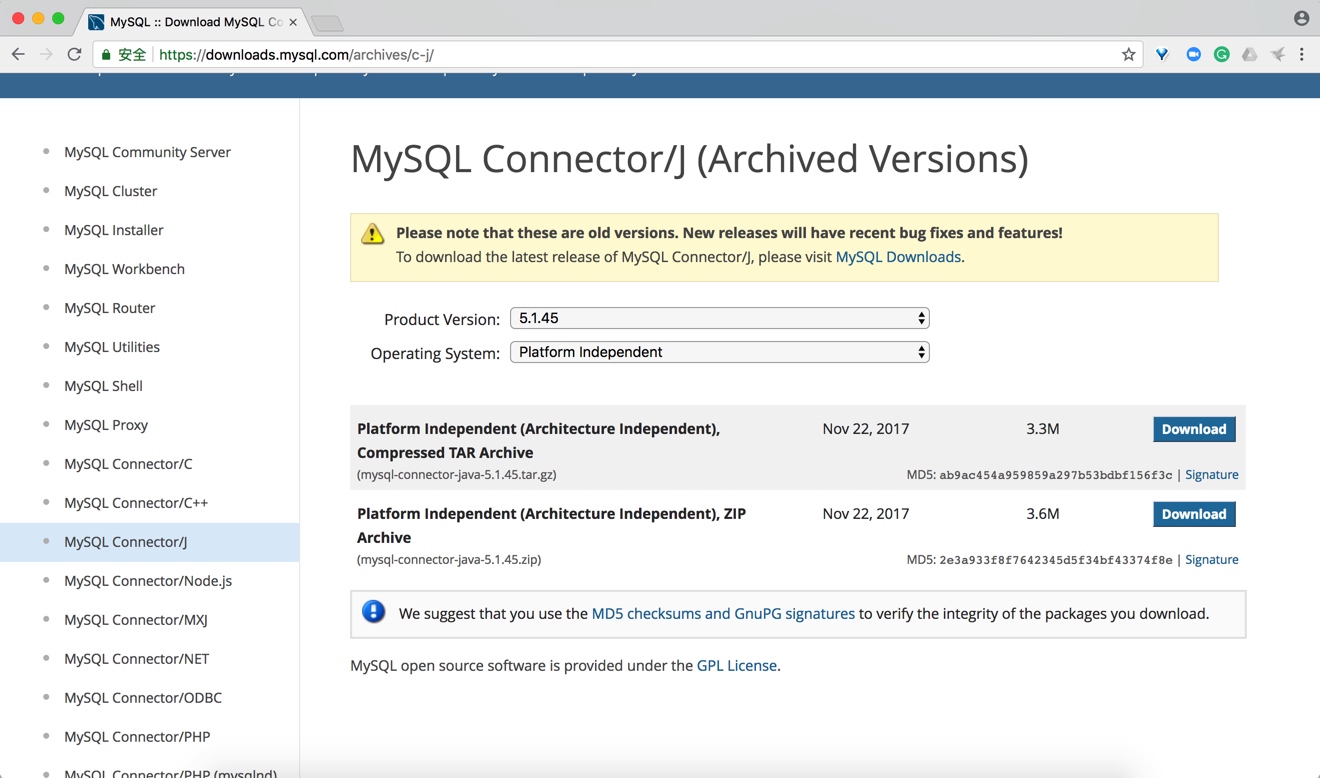 MySQL :: Download MySQL Co
安全
https://downloads.mysql.com/archives/c-j/
MySQL Community Server
MySQL Cluster
MySQL Installer
MySQL Workbench
MySQL Router
MySQL Utilities
MySQL Shell
MySQL Proxy
MySQL Connector/C
MySQL Connector/C++
MySQL Connector/J
MySQL Connector/Node.js
MySQL Connector/MXJ
MySQL Connector/NET
MySQL Connector/ODBC
MySQL Connector/PHP
MySQL Connector/PHP (mysqlnd)
MySQL Connector/J (Archived Versions)
Please note that these are old versions. New releases will have recent bug fixes and features!
To download the latest release of MySQL Connector/J, please visit MySQL Downloads.
Product Version: 5.1.45
Operating System: Platform Independent
Platform Independent (Architecture Independent), Nov 22, 2017 3.3M Download
Compressed TAR Archive
(mysql-connector-java-5.1.45.tar.gz) MD5: ab9ac454a959859a297b53bdbf156f3c | Signature
Platform Independent (Architecture Independent), ZIP Nov 22, 2017 3.6M Download
Archive
(mysql-connector-java-5.1.45.zip) MD5: 2e3a933f8f7642345d5f34bf43374f8e | Signature
We suggest that you use the MD5 checksums and GnuPG signatures to verify the integrity of the packages you download.
MySQL open source software is provided under the GPL License.